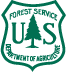 FOREST SERVICE
U S
DEPARTMENT OF AGRICULTURE